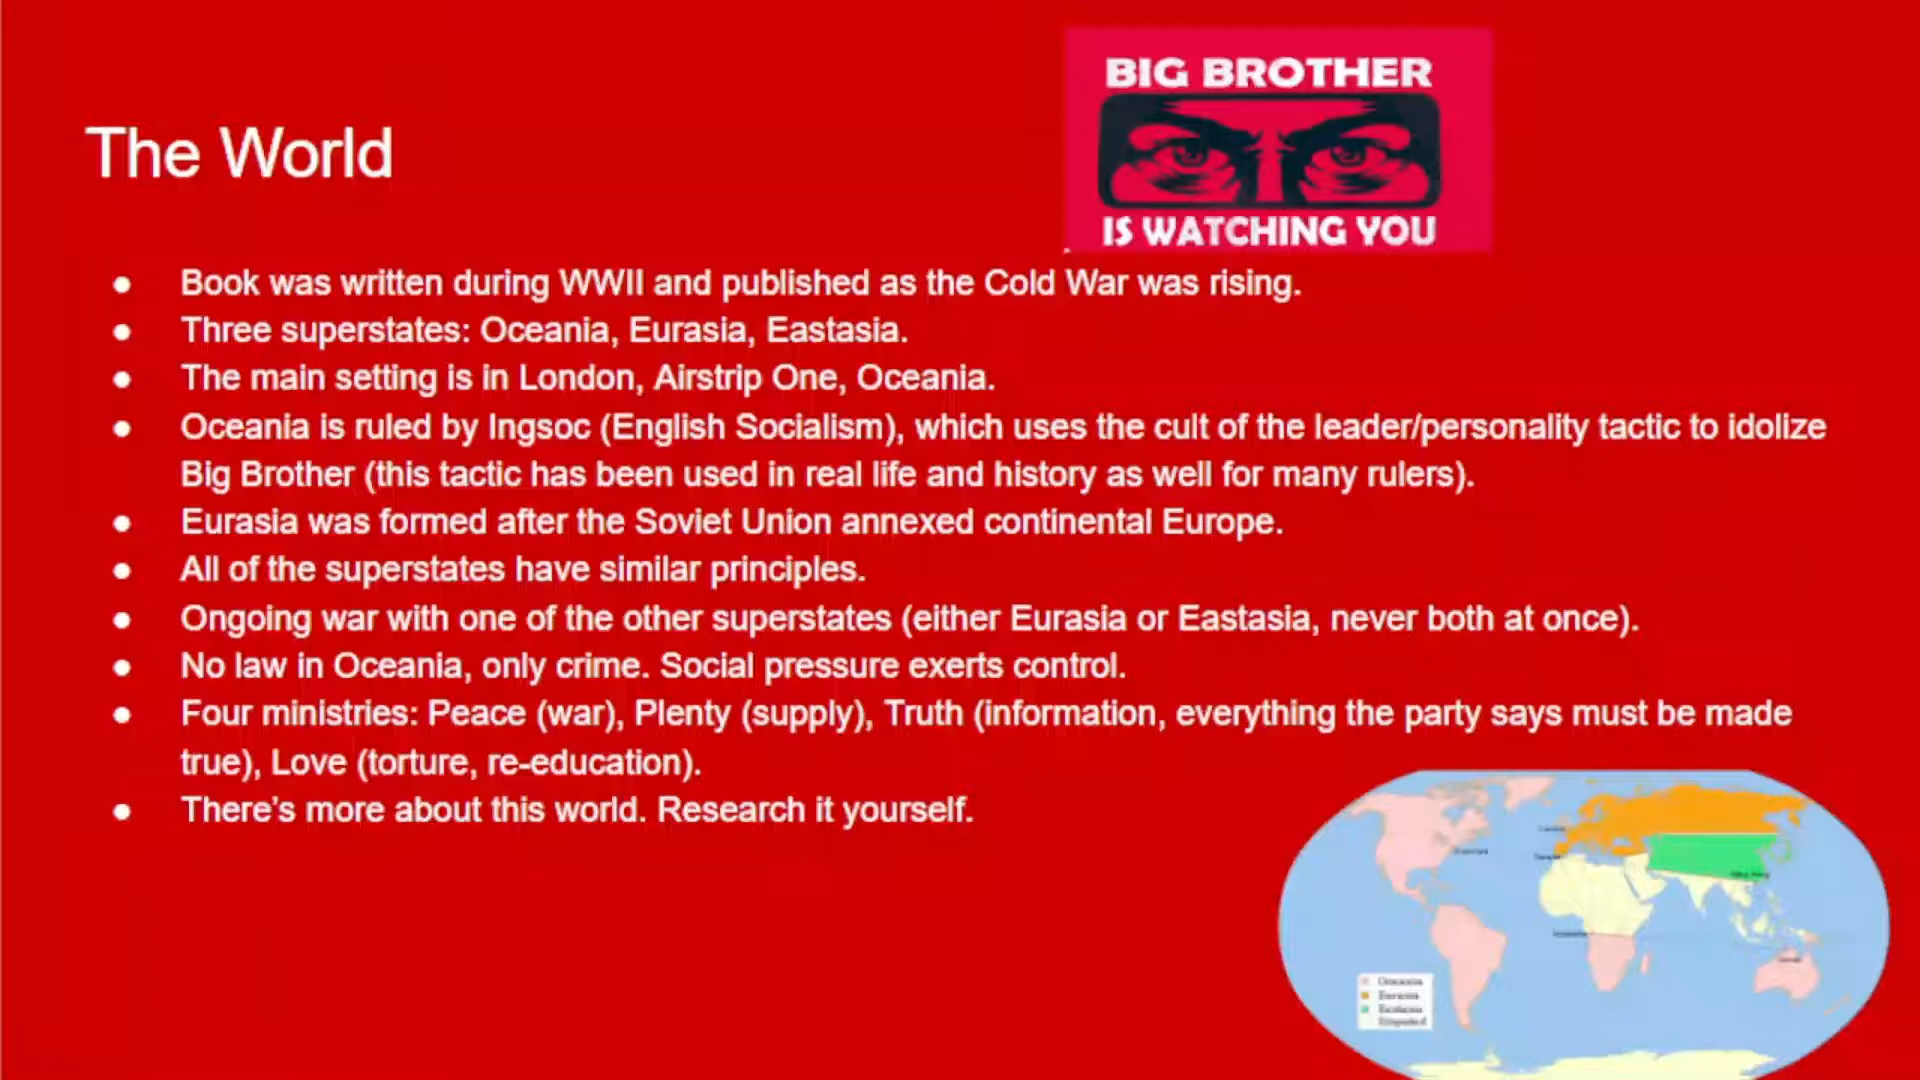 BIG BROTHER
IS WATCHING YOU
The World
● Book was written during WWII and published as the Cold War was rising.
● Three superstates: Oceania, Eurasia, Eastasia.
● The main setting is in London, Airstrip One, Oceania.
● Oceania is ruled by Ingsoc (English Socialism), which uses the cult of the leader/personality tactic to idolize
Big Brother (this tactic has been used in real life and history as well for many rulers).
● Eurasia was formed after the Soviet Union annexed continental Europe.
● All of the superstates have similar principles.
● Ongoing war with one of the other superstates (either Eurasia or Eastasia, never both at once).
● No law in Oceania, only crime. Social pressure exerts control.
● Four ministries: Peace (war), Plenty (supply), Truth (information, everything the party says must be made
true), Love (torture, re-education).
● There’s more about this world. Research it yourself.
Oceania
Eurasia
Eastasia
Disputed